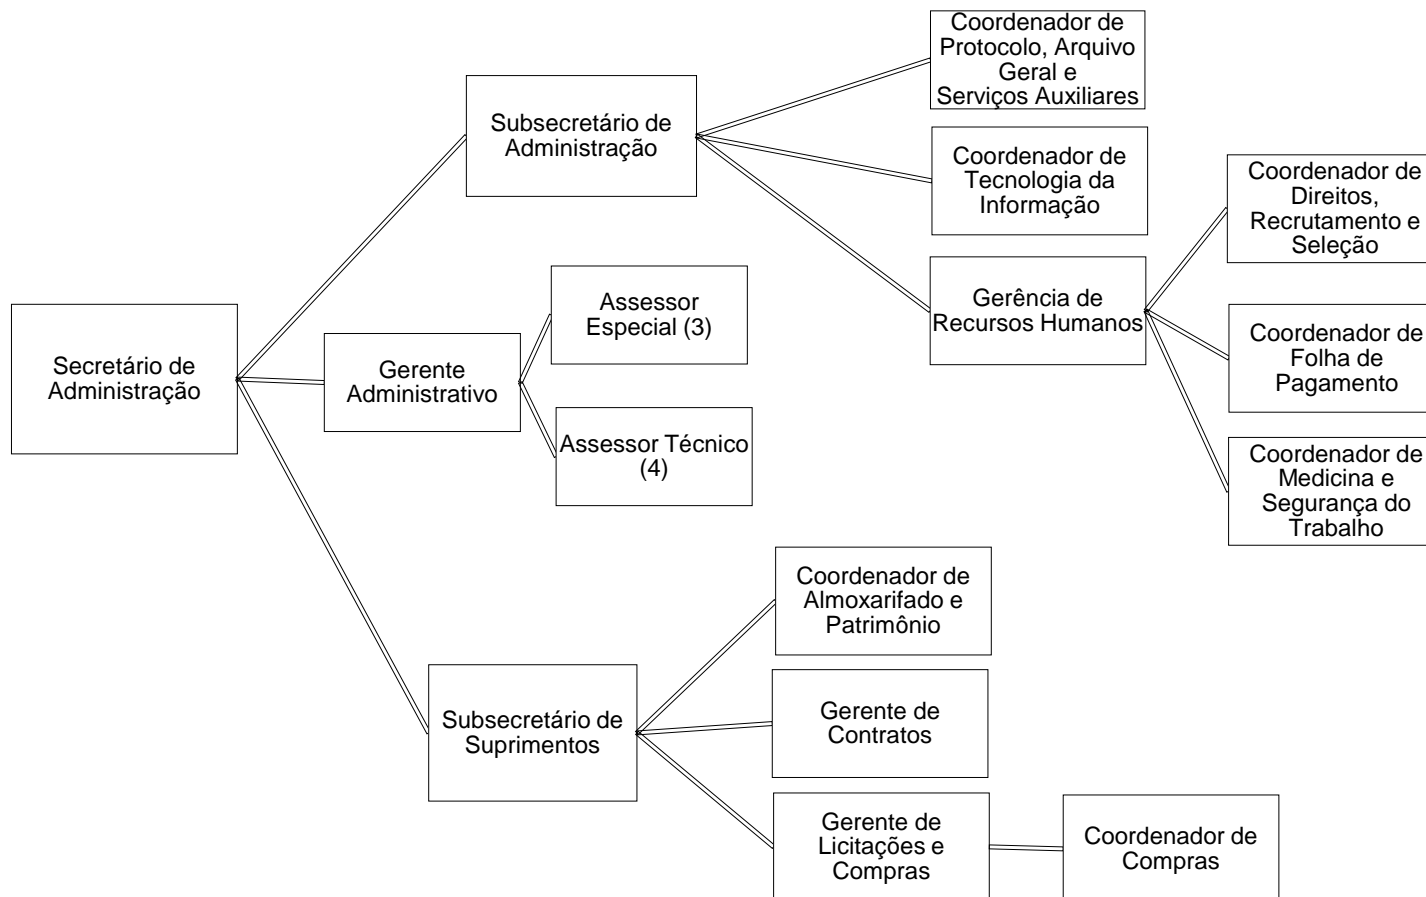 Coordenador de
Protocolo, Arquivo
Geral e
Serviços Auxiliares
Subsecretário de
Administração
Coordenador de
Tecnologia da
Informação
Coordenador de
Direitos,
Recrutamento e
Seleção
Gerência de
Recursos Humanos
Assessor
Especial (3)
Secretário de
Administração
Gerente
Administrativo
Coordenador de
Folha de
Pagamento
Assessor Técnico
(4)
Coordenador de
Medicina e
Segurança do
Trabalho
Coordenador de
Almoxarifado e
Patrimônio
Subsecretário de
Suprimentos
Gerente de
Contratos
Gerente de
Licitações e
Compras
Coordenador de
Compras